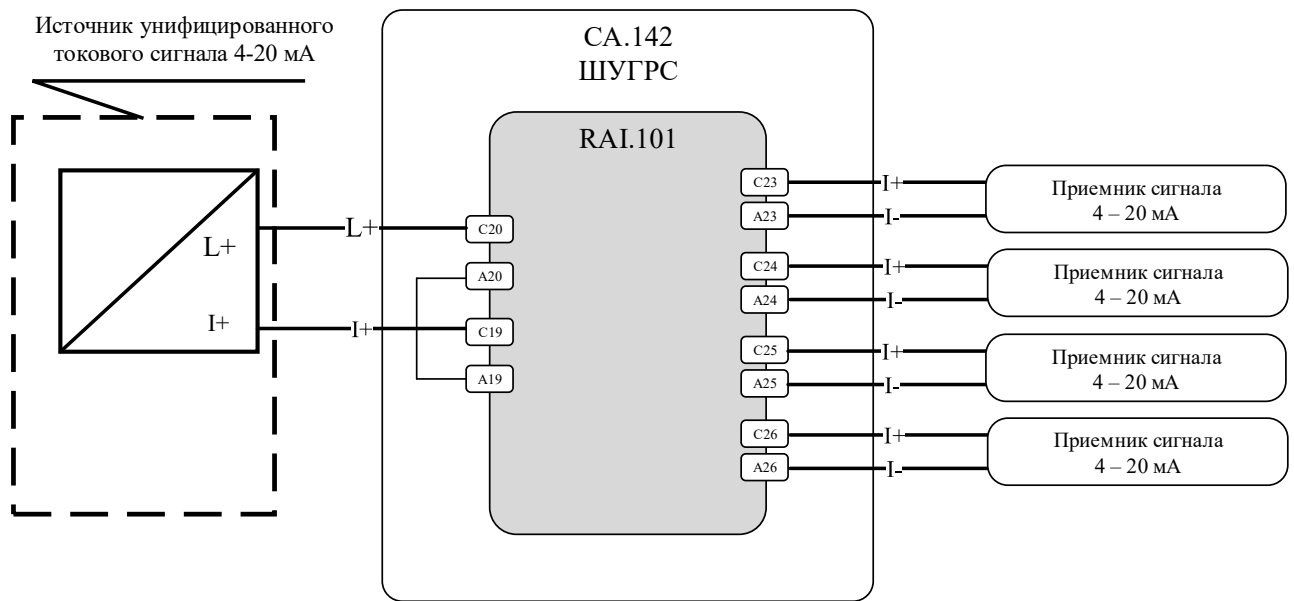 Источник унифицированного
токового сигнала 4-20 мА
СА.142
ШУГРС
RAI.101
L+
I+
L+
I+
C20
A20
C19
A19
C23
A23
C24
A24
C25
A25
C26
A26
I+
I-
I+
I-
I+
I-
I+
I-
Приемник сигнала
4 – 20 мА
Приемник сигнала
4 – 20 мА
Приемник сигнала
4 – 20 мА
Приемник сигнала
4 – 20 мА